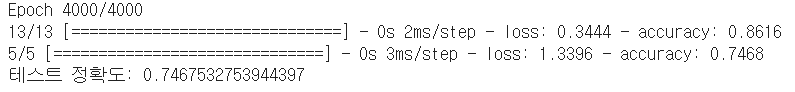 Epoch 4000/4000
13/13 [==============================] - 0s 2ms/step - loss: 0.3444 - accuracy: 0.8616
5/5 [==============================] - 0s 3ms/step - loss: 1.3396 - accuracy: 0.7468
테스트 정확도: 0.7467532753944397